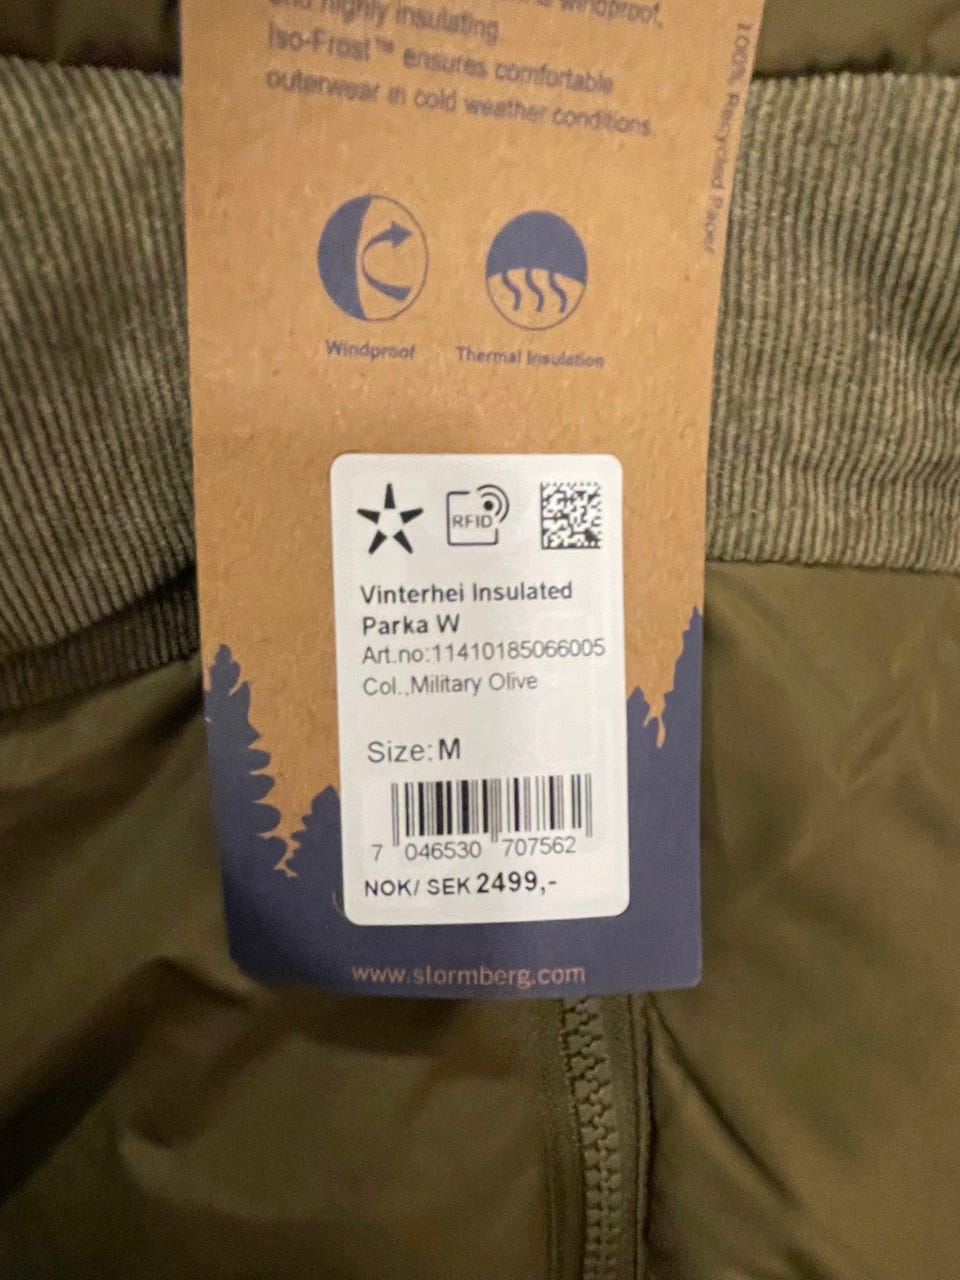 windproof,
and highly insulating.
Iso-Frost™ ensures comfortable
outerwear in cold weather conditions.
100% Recycled Paper
Windproof
Thermal Insulation
RFID
Vinterhei Insulated
Parka W
Art.no:11410185066005
Col.,Military Olive
Size: M
7 046530 707562
NOK/ SEK 2499,-
www.stormberg.com